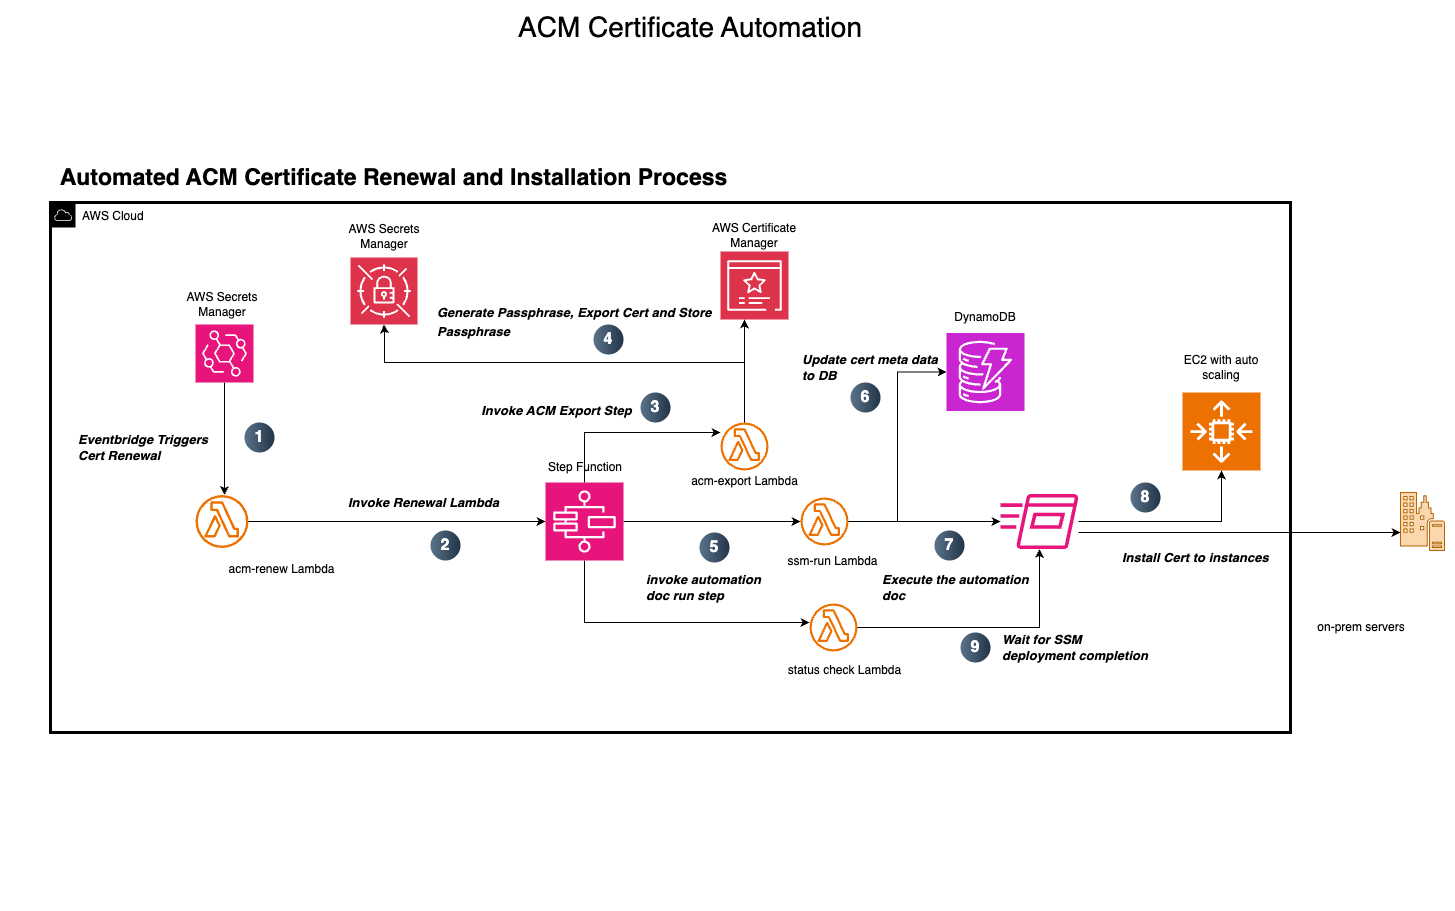 ACM Certificate Automation
Automated ACM Certificate Renewal and Installation Process
AWS Cloud
AWS Secrets
Manager
AWS Certificate
Manager
AWS Secrets
Manager
Generate Passphrase, Export Cert and Store
Passphrase
4
DynamoDB
Update cert meta data
to DB
6
EC2 with auto
scaling
Invoke ACM Export Step
3
Eventbridge Triggers
Cert Renewal
1
Step Function
acm-export Lambda
Invoke Renewal Lambda
2
acm-renew Lambda
5
invoke automation
doc run step
ssm-run Lambda
7
Execute the automation
doc
8
Install Cert to instances
on-prem servers
9
Wait for SSM
deployment completion
status check Lambda